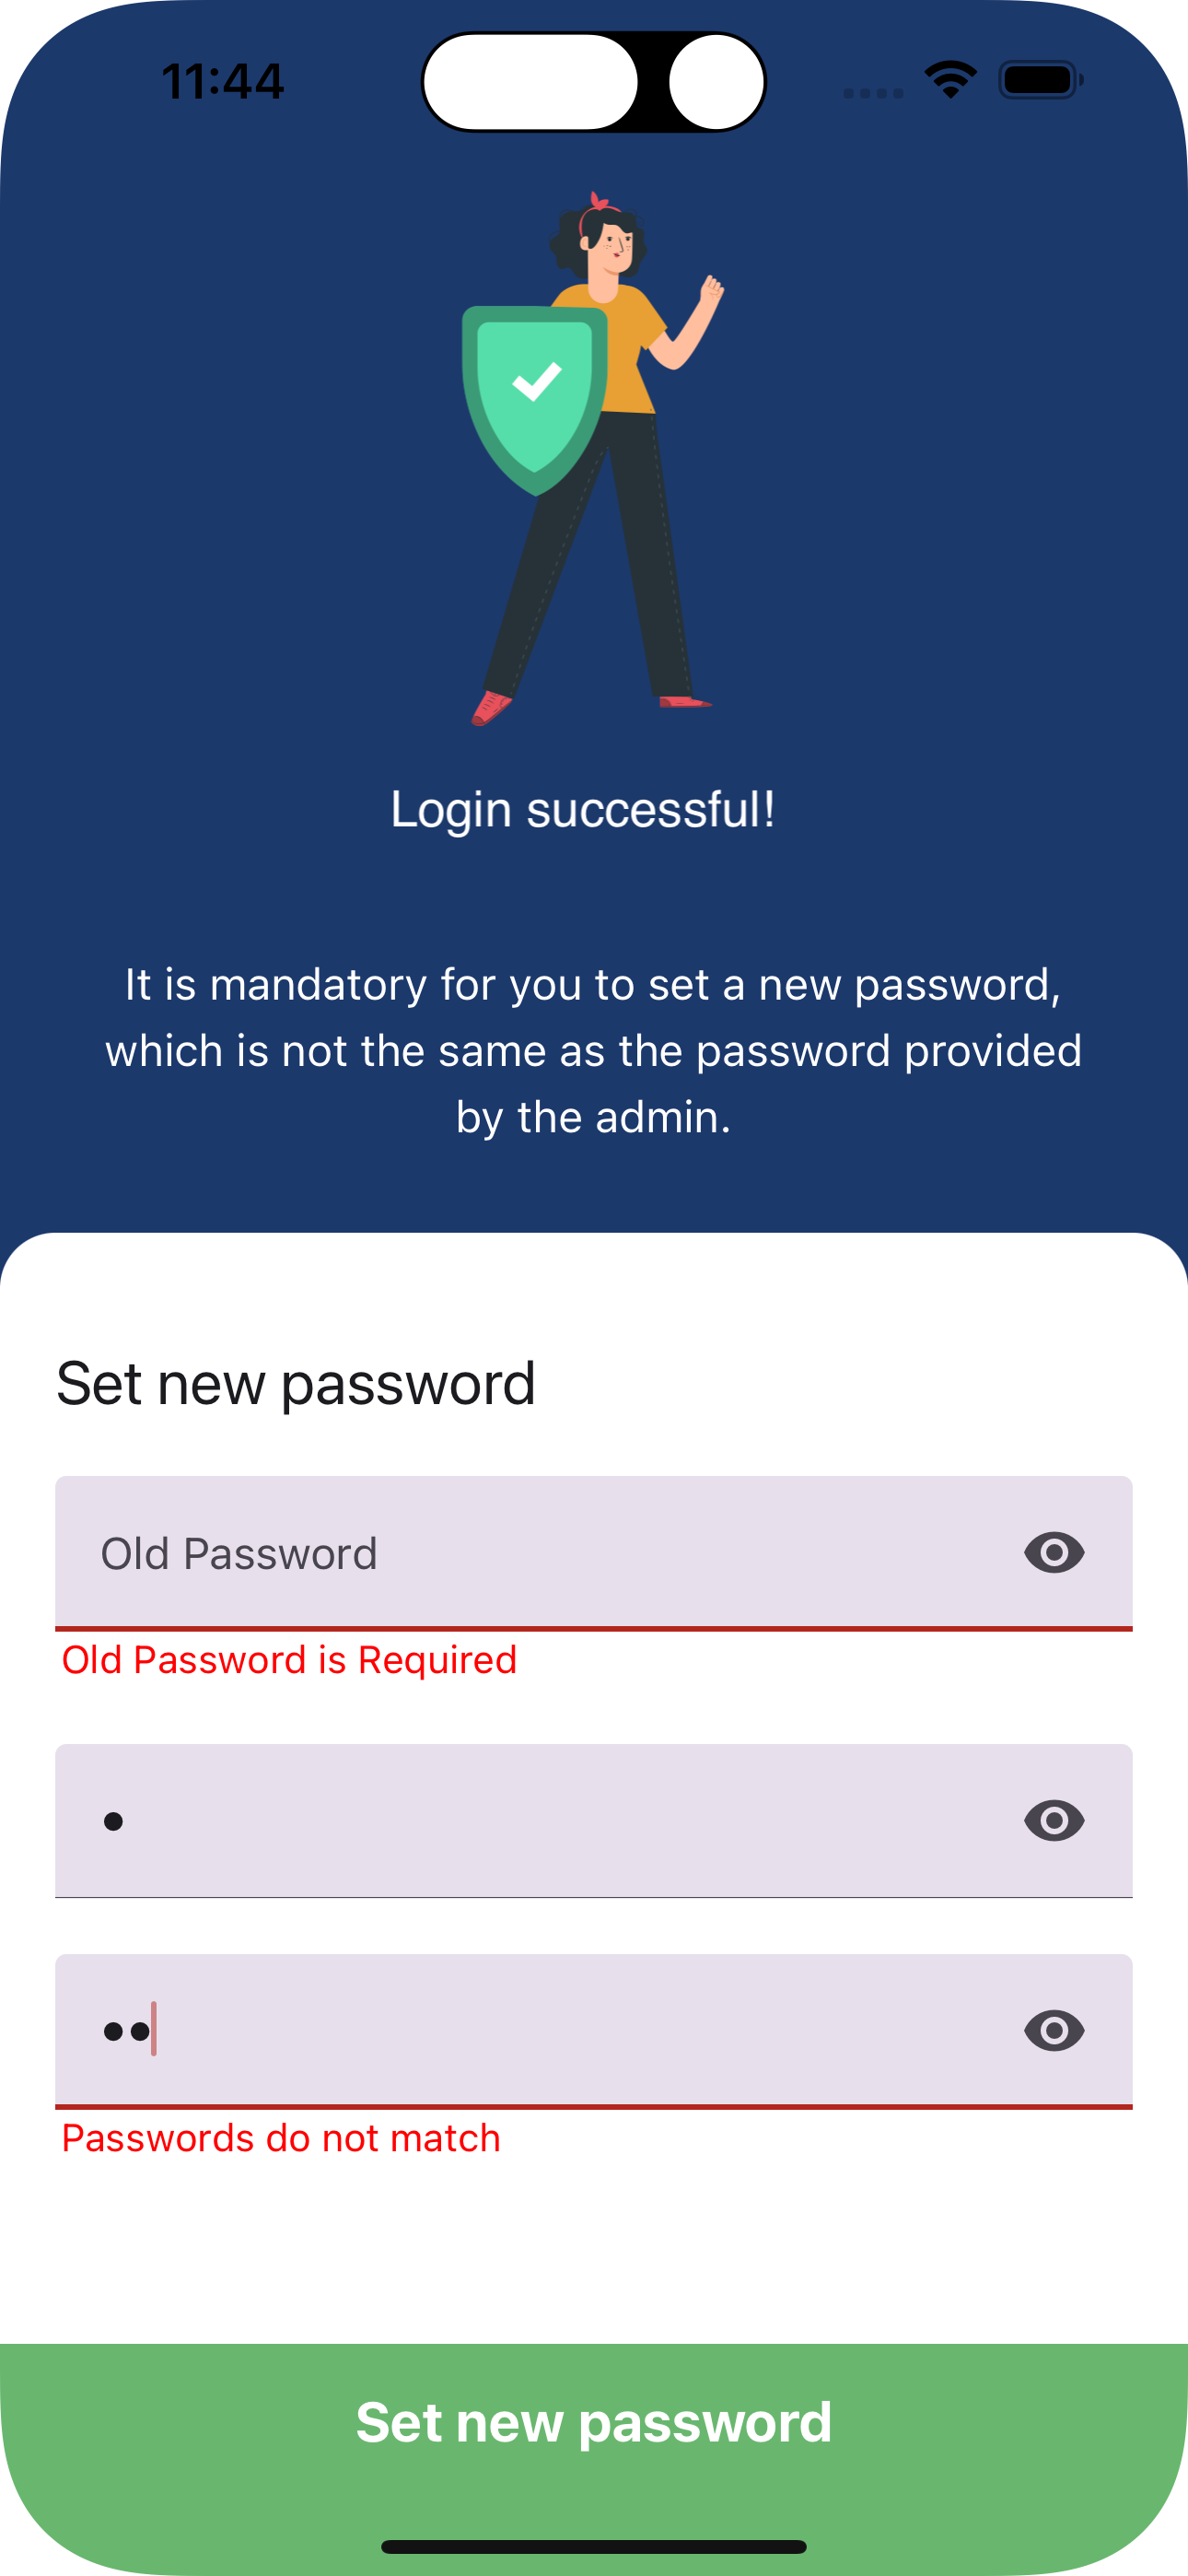 11:44
Login successful!
It is mandatory for you to set a new password,
which is not the same as the password provided
by the admin.
Set new password
Old Password
Old Password is Required
•
••
Passwords do not match
Set new password